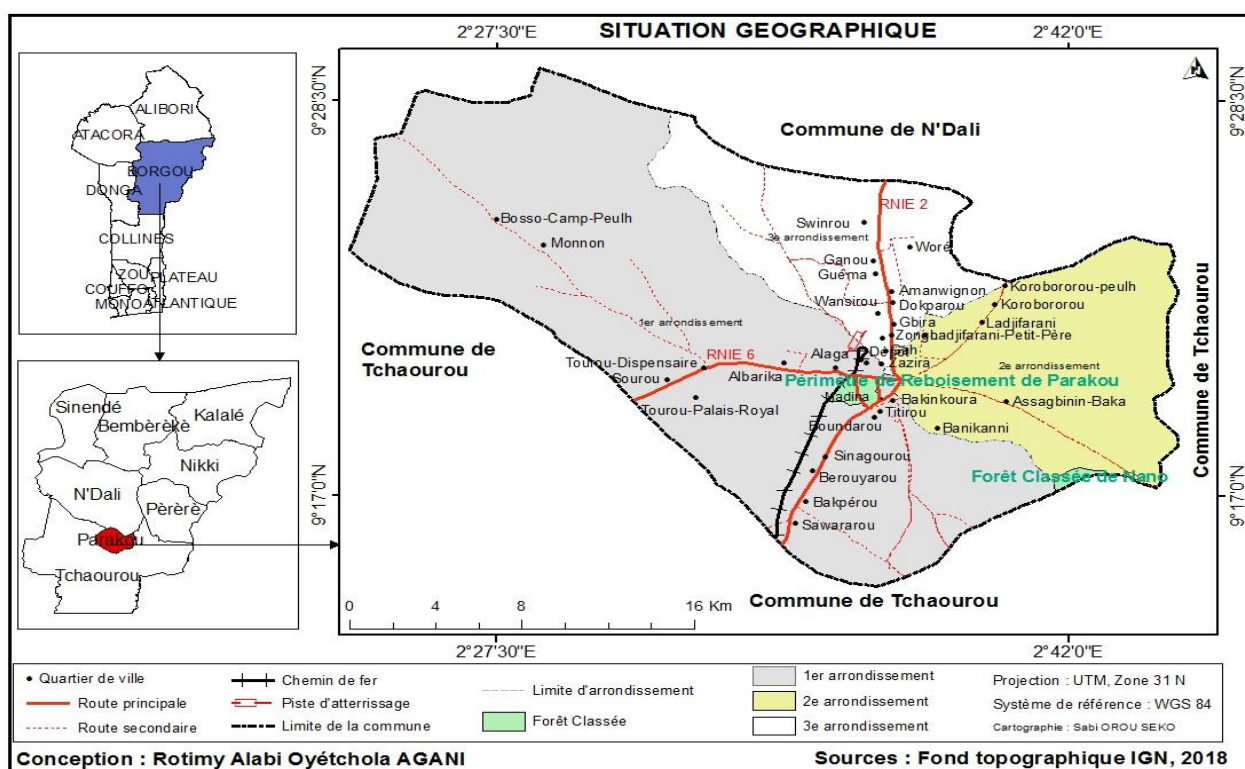 SITUATION GEOGRAPHIQUE
2°27'30"E
2°42'0"E
9°28'30"N
9°28'30"N
ALIBORI
ATACORA
BORGOU
DONGA
COLLINES
ZOU
PLATEAU
COUFFO
MONO
ATLANTIQUE
Sinendé
Bembèrèkè
Kalalé
Nikki
N'Dali
Pèrèrè
Parakou
Tchaourou
Commune de N'Dali
RNIE 2
Swinrou
3e arrondissement
Woré
Ganou
Guéma
Bosso-Camp-Peulh
Monnon
Amanwignon
Korobororou-peulh
Wansirou
Dokparou
Korobororou
Gbira
Ladjifarani
1er arrondissement
Ladjifarani-Petit-Père
Commune de Tchaourou
Commune de Tchaourou
RNIE 6
Tourou-Dispensaire
Alaga
Zazira
2e arrondissement
Gourou
Albarika
Périmètre de Reboisement de Parakou
Tourou-Palais-Royal
Bakinkoura
Assagbinin-Baka
Titirou
Boundarou
Banikanni
Sinagourou
Forêt Classée de Nano
Berouyarou
Bakpérou
Sawararou
9°17'0"N
9°17'0"N
Commune de Tchaourou
0 4 8 16 Km
2°27'30"E
2°42'0"E
Quartier de ville
Route principale
Route secondaire
Chemin de fer
Piste d'atterrissage
Limite de la commune
Limite d'arrondissement
Forêt Classée
1er arrondissement
2e arrondissement
3e arrondissement
Projection : UTM, Zone 31 N
Système de référence : WGS 84
Cartographie : Sabi OROU SEKO
Conception : Rotimy Alabi Oyétchola AGANI
Sources : Fond topographique IGN, 2018